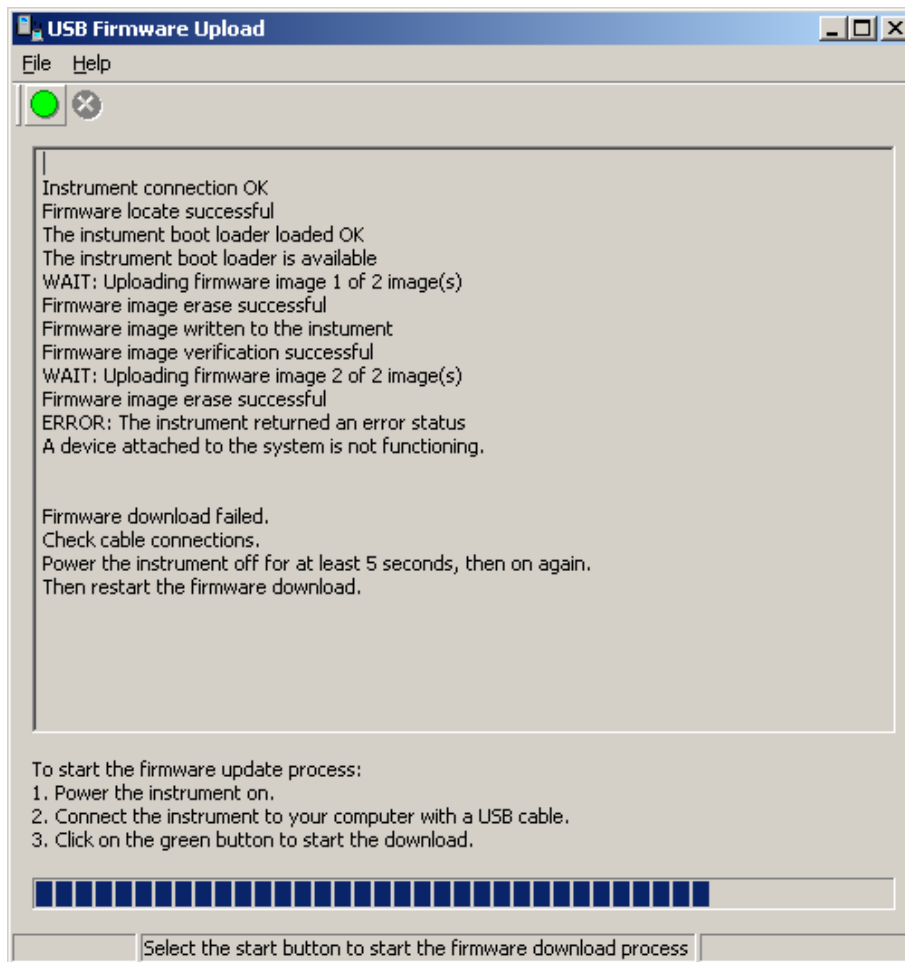 USB Firmware Upload
File Help
Instrument connection OK
Firmware locate successful
The instument boot loader loaded OK
The instrument boot loader is available
WAIT: Uploading firmware image 1 of 2 image(s)
Firmware image erase successful
Firmware image written to the instument
Firmware image verification successful
WAIT: Uploading firmware image 2 of 2 image(s)
Firmware image erase successful
ERROR: The instrument returned an error status
A device attached to the system is not functioning.
Firmware download failed.
Check cable connections.
Power the instrument off for at least 5 seconds, then on again.
Then restart the firmware download.
To start the firmware update process:
1. Power the instrument on.
2. Connect the instrument to your computer with a USB cable.
3. Click on the green button to start the download.
Select the start button to start the firmware download process